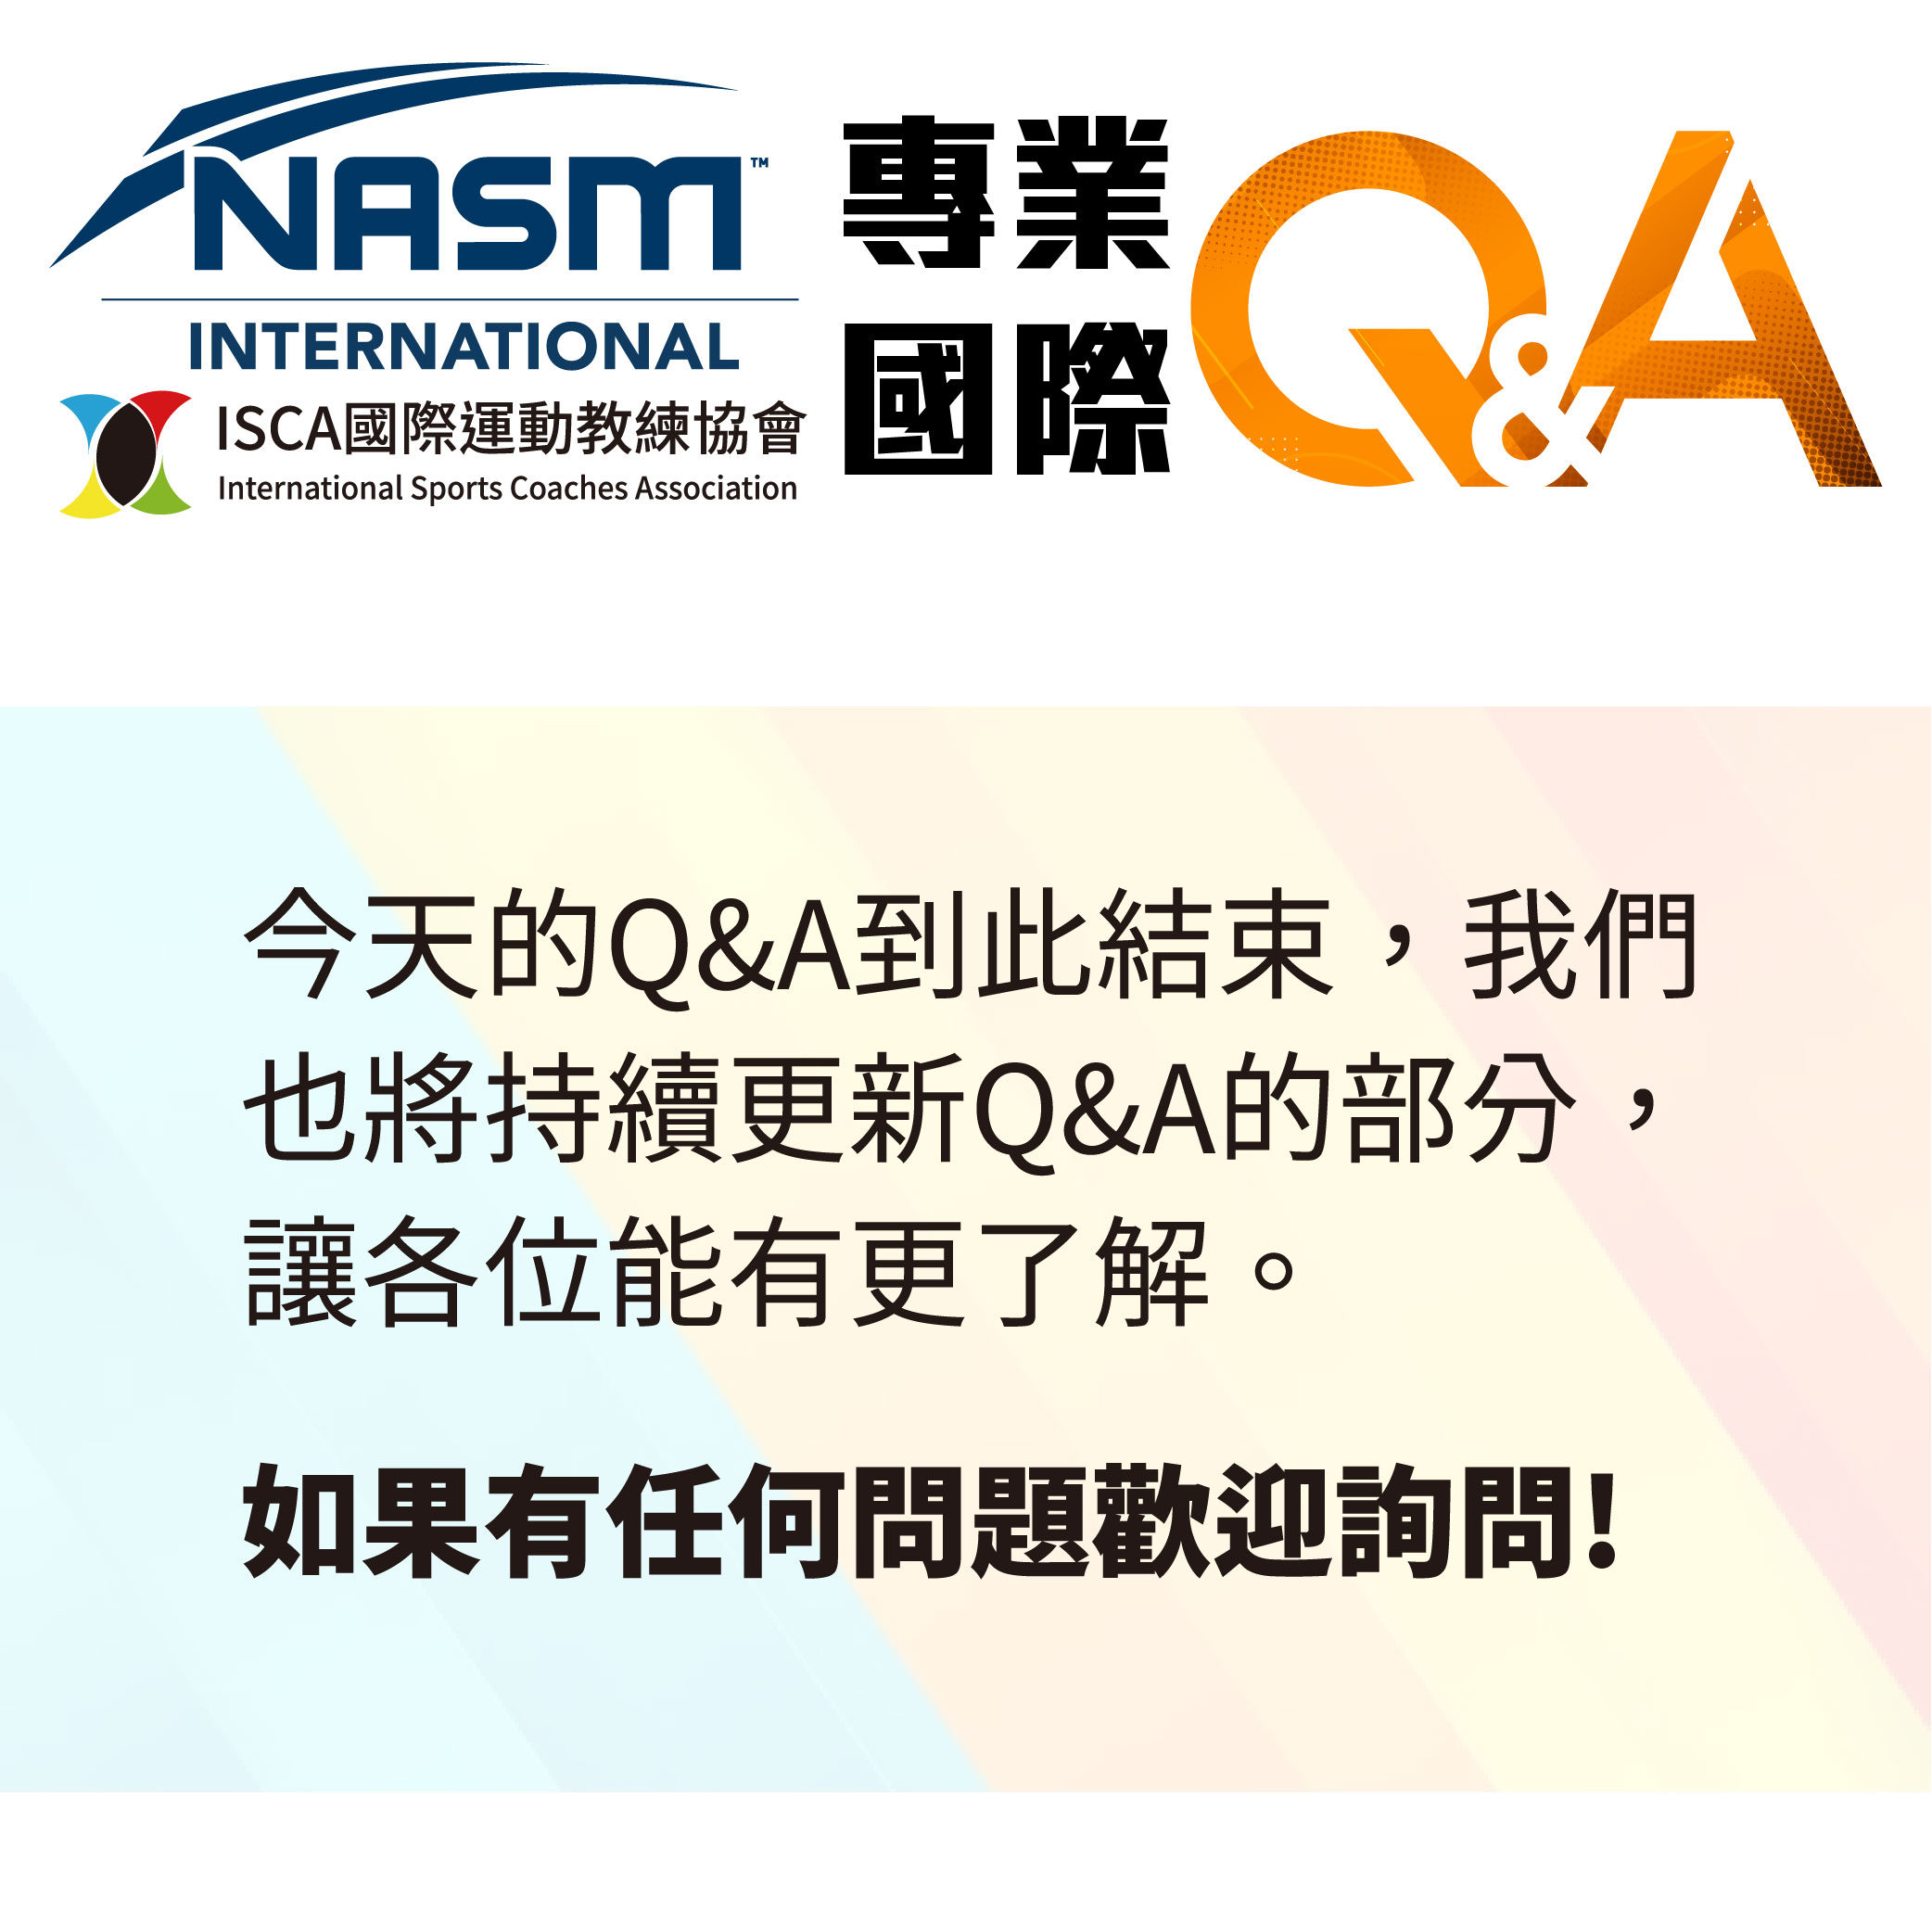 NASM™
INTERNATIONAL
ISCA國際運動教練協會
International Sports Coaches Association
專業
國際
Q&A
今天的Q&A到此結束，我們
也將持續更新Q&A的部分，
讓各位能有更了解。
如果有任何問題歡迎詢問!